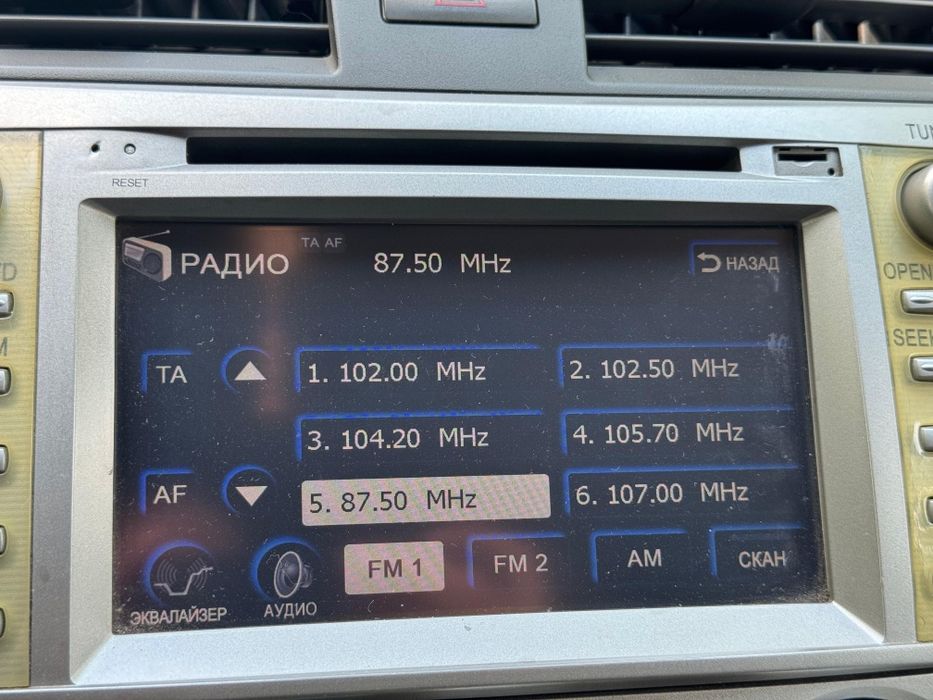 TUN
RESET
TA AF
РАДИО 87.50 MHz НАЗАД
OPEN
SEEK
TA 1. 102.00 MHz 2. 102.50 MHz
3. 104.20 MHz 4. 105.70 MHz
AF 5. 87.50 MHz 6. 107.00 MHz
FM 1 FM 2 AM СКАН
ЭКВАЛАЙЗЕР АУДИО